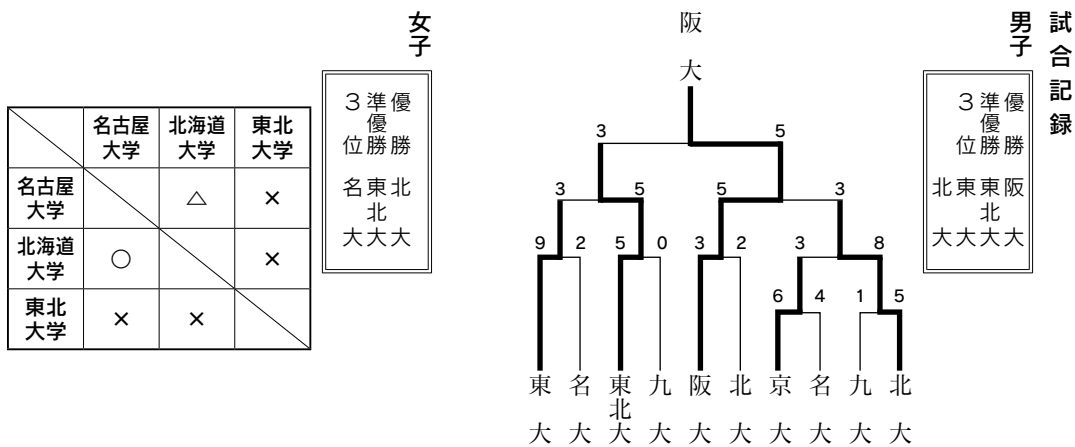 試合記録
男子
優勝 阪大
準優勝 東北大
3位 東大
北大
阪大
3 5
3 5 5 3
9 2 5 0 3 2 3 8
6 4 1 5
東大 名大 東北大 九大 阪大 北大 京大 名大 九大 北大
女子
優勝 北大
準優勝 東北大
3位 名大
名古屋大学 北海道大学 東北大学
名古屋大学 △ ×
北海道大学 ○ ×
東北大学 × ×